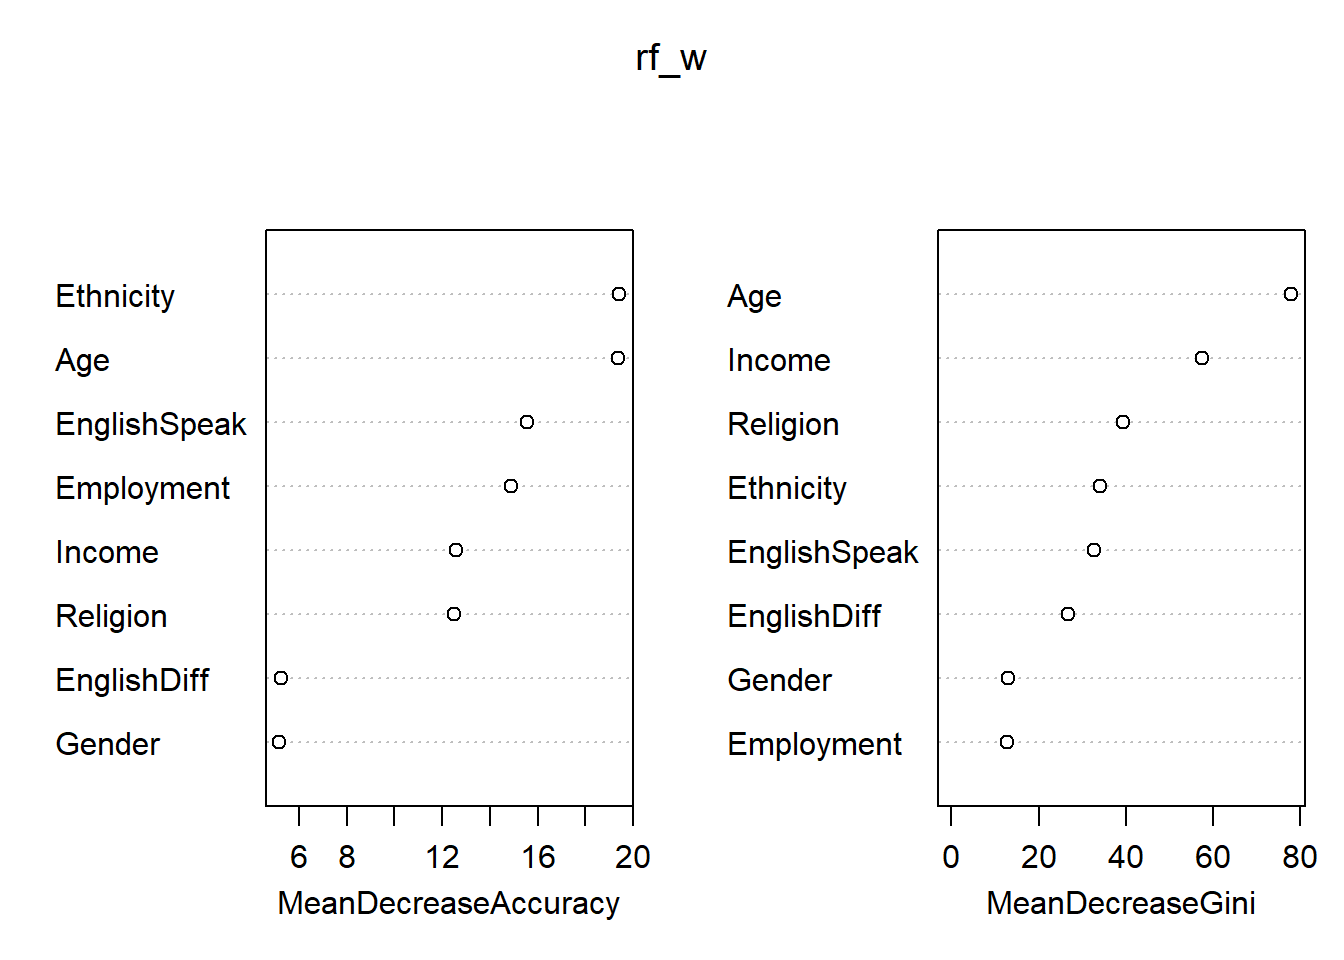 rf_w
Ethnicity
Age
EnglishSpeak
Employment
Income
Religion
EnglishDiff
Gender
6 8 12 16 20
MeanDecreaseAccuracy
Age
Income
Religion
Ethnicity
EnglishSpeak
EnglishDiff
Gender
Employment
0 20 40 60 80
MeanDecreaseGini